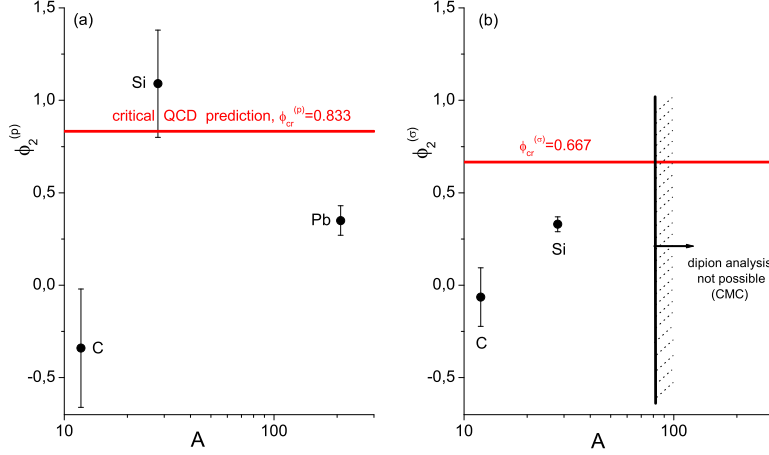 (a)
1,5
1,0
0,5
0,0
-0,5
ϕ₂⁽ᵖ⁾
Si
critical QCD prediction, ϕcr⁽ᵖ⁾=0.833
Pb
C
10
100
A
(b)
1,5
1,0
0,5
0,0
-0,5
ϕ₂⁽σ⁾
ϕcr⁽σ⁾=0.667
Si
C
dipion analysis
not possible
(CMC)
10
100
A